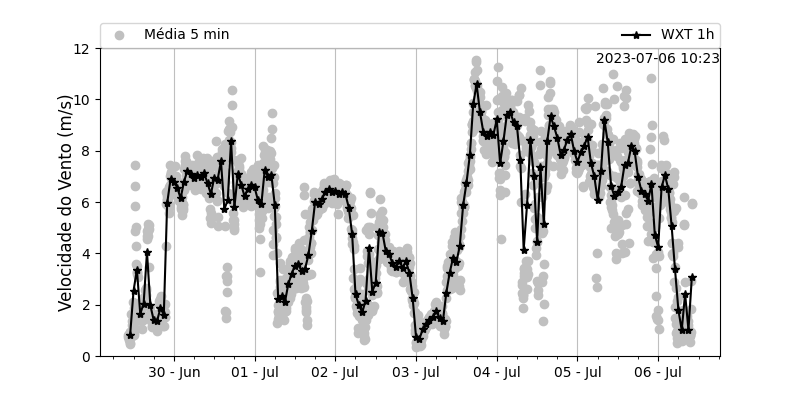 Média 5 min
WXT 1h
2023-07-06 10:23
Velocidade do Vento (m/s)
12
10
8
6
4
2
0
30 - Jun
01 - Jul
02 - Jul
03 - Jul
04 - Jul
05 - Jul
06 - Jul